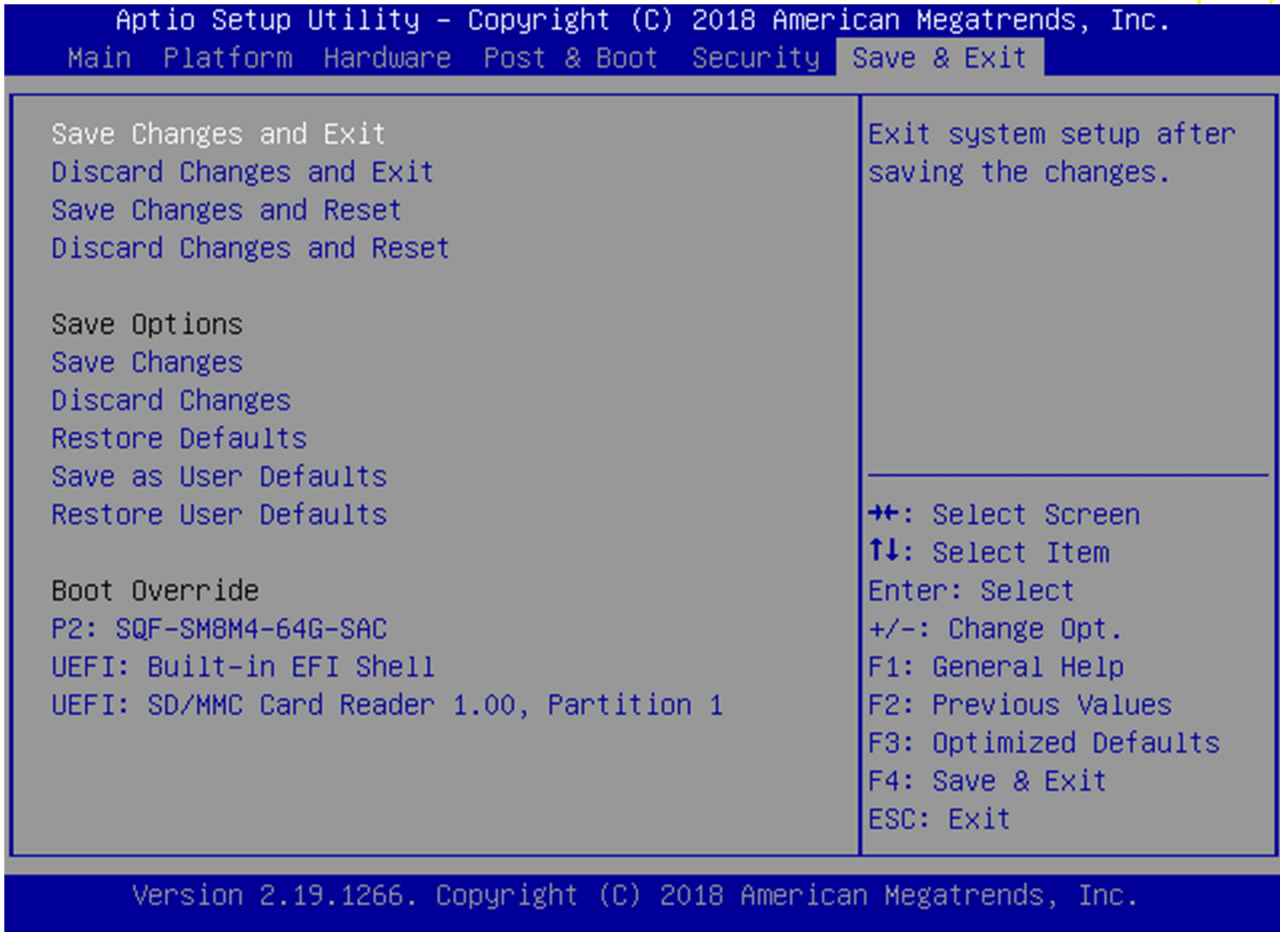 Aptio Setup Utility – Copyright (C) 2018 American Megatrends, Inc.
Main Platform Hardware Post & Boot Security Save & Exit
Save Changes and Exit
Discard Changes and Exit
Save Changes and Reset
Discard Changes and Reset
Save Options
Save Changes
Discard Changes
Restore Defaults
Save as User Defaults
Restore User Defaults
Boot Override
P2: SQF-SM8M4-64G-SAC
UEFI: Built-in EFI Shell
UEFI: SD/MMC Card Reader 1.00, Partition 1
Exit system setup after
saving the changes.
→←: Select Screen
↑↓: Select Item
Enter: Select
+/-: Change Opt.
F1: General Help
F2: Previous Values
F3: Optimized Defaults
F4: Save & Exit
ESC: Exit
Version 2.19.1266. Copyright (C) 2018 American Megatrends, Inc.